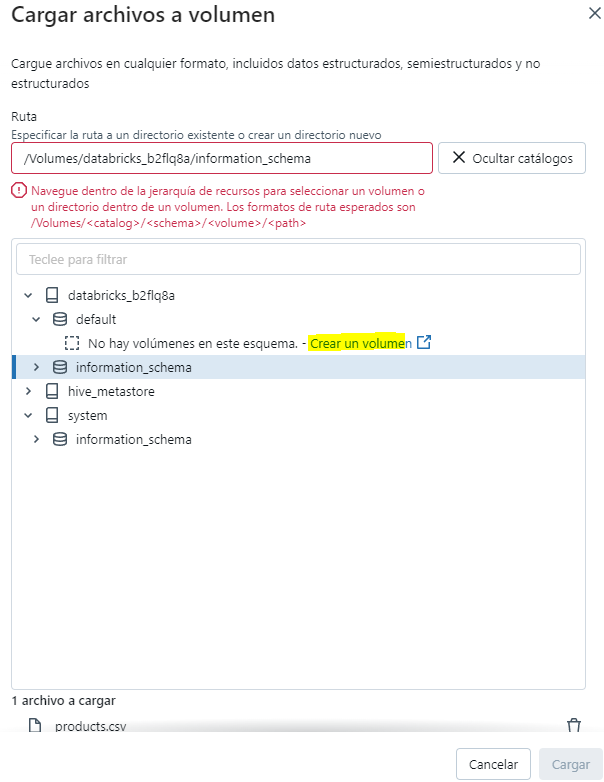 Cargar archivos a volumen
Cargue archivos en cualquier formato, incluidos datos estructurados, semiestructurados y no
estructurados
Ruta
Especificar la ruta a un directorio existente o crear un directorio nuevo
/Volumes/databricks_b2flq8a/information_schema
Ocultar catálogos
Navegue dentro de la jerarquía de recursos para seleccionar un volumen o
un directorio dentro de un volumen. Los formatos de ruta esperados son
/Volumes/<catalog>/<schema>/<volume>/<path>
Teclee para filtrar
databricks_b2flq8a
default
No hay volúmenes en este esquema. - Crear un volumen
information_schema
hive_metastore
system
information_schema
1 archivo a cargar
products.csv
Cancelar
Cargar